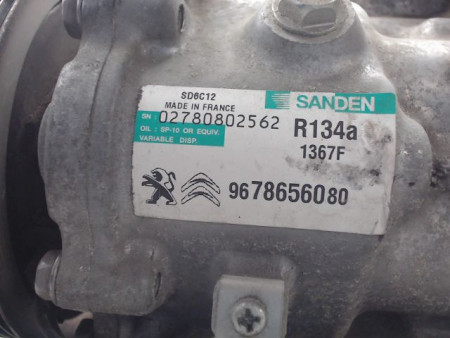 SD6C12
MADE IN FRANCE
SANDEN
SN 02780802562
OIL : SP-10 OR EQUIV.
VARIABLE DISP.
R134a
1367F
9678656080